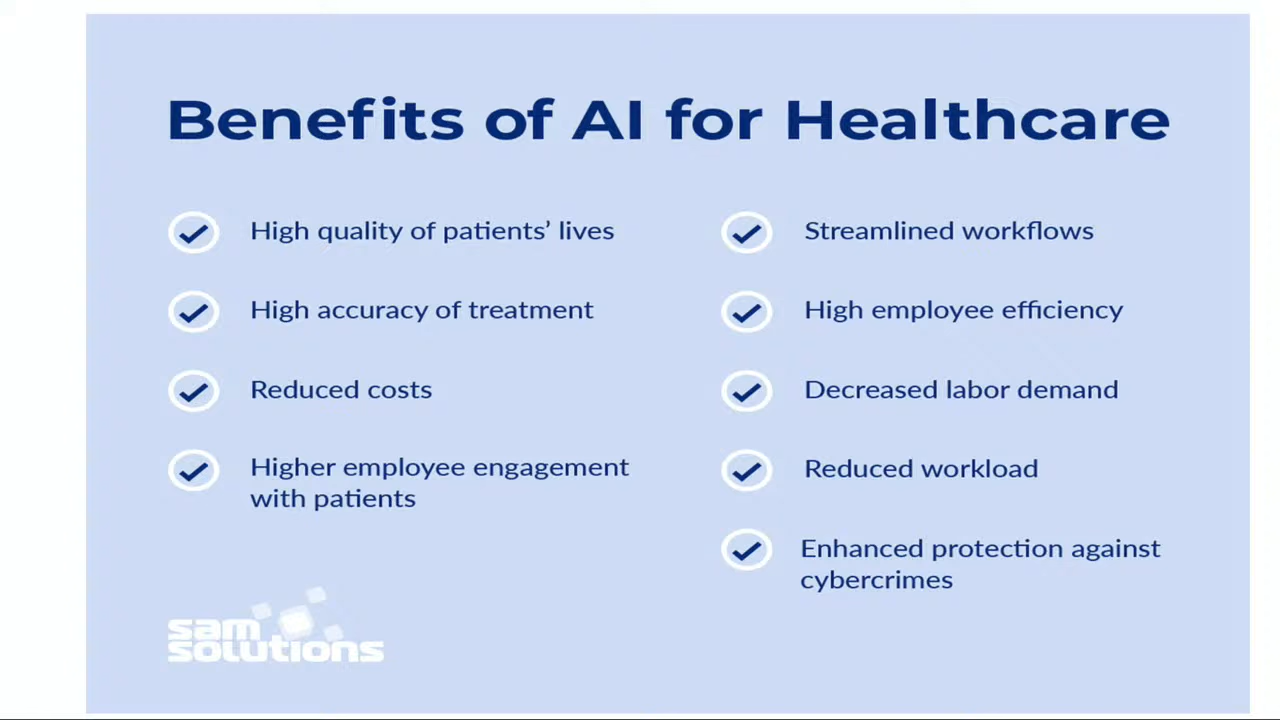 Benefits of AI for Healthcare
High quality of patients’ lives
High accuracy of treatment
Reduced costs
Higher employee engagement
with patients
Streamlined workflows
High employee efficiency
Decreased labor demand
Reduced workload
Enhanced protection against
cybercrimes
sam
solutions